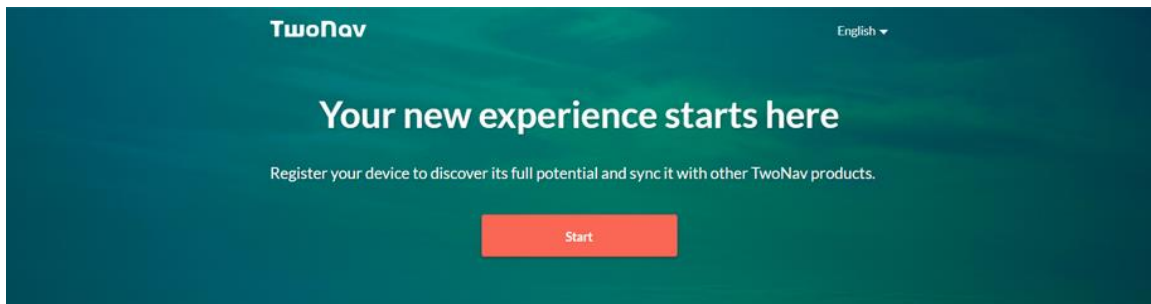 TwoNav
English
Your new experience starts here
Register your device to discover its full potential and sync it with other TwoNav products.
Start